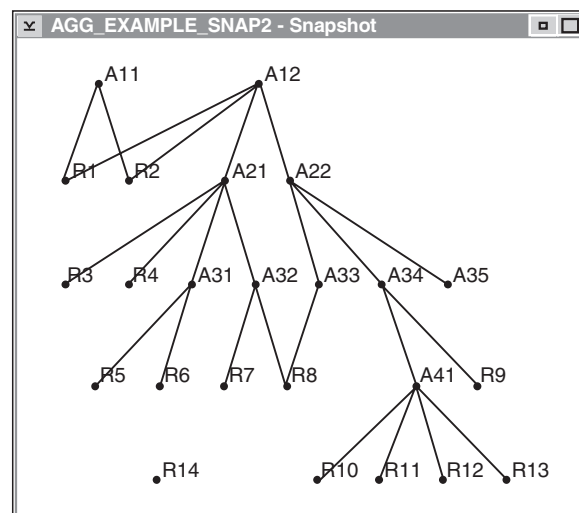 AGG_EXAMPLE_SNAP2 - Snapshot
A11 A12
R1 R2 A21 A22
R3 R4 A31 A32 A33 A34 A35
R5 R6 R7 R8 A41 R9
R14 R10 R11 R12 R13